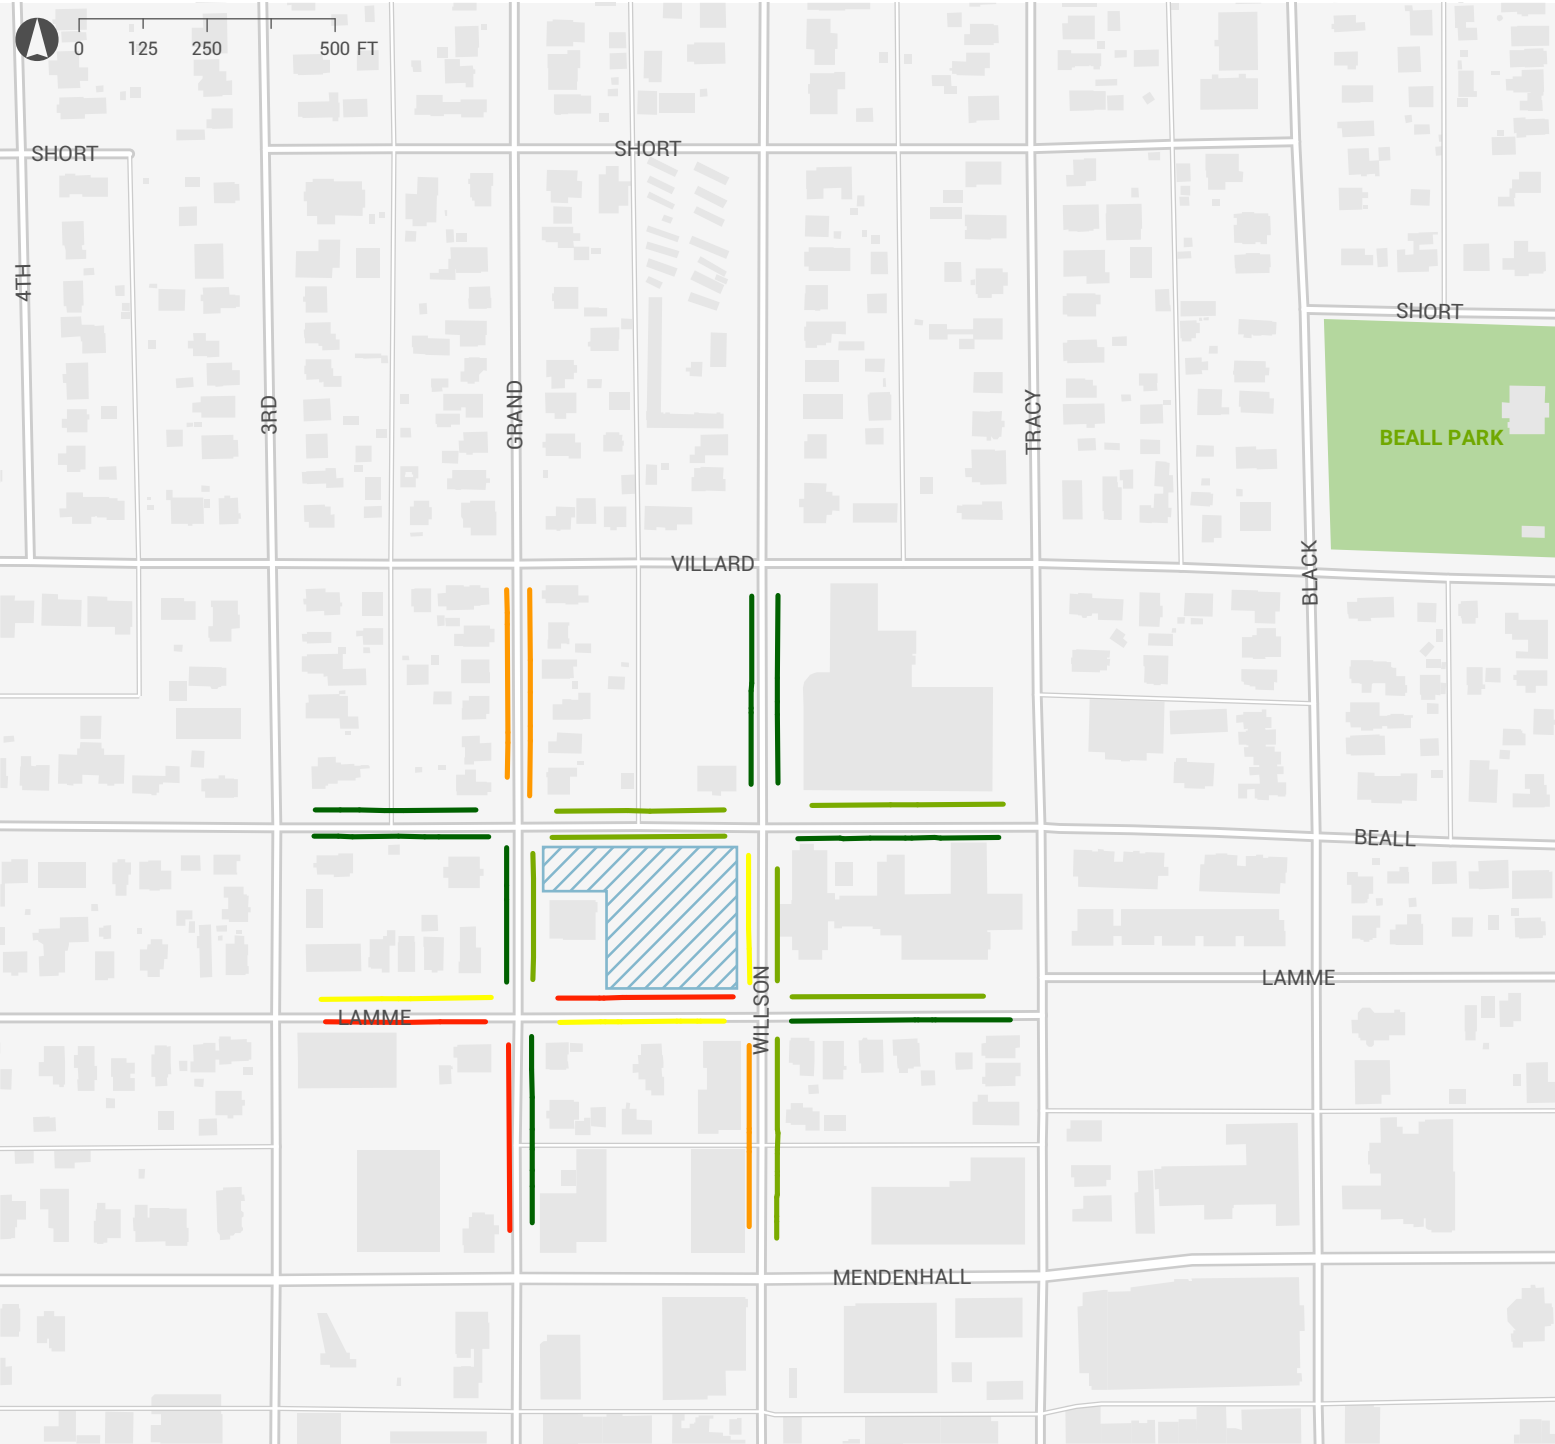 0 125 250 500 FT
SHORT
SHORT
4TH
SHORT
3RD
GRAND
TRACY
BEALL PARK
VILLARD
BLACK
BEALL
LAMME
WILLSON
LAMME
MENDENHALL